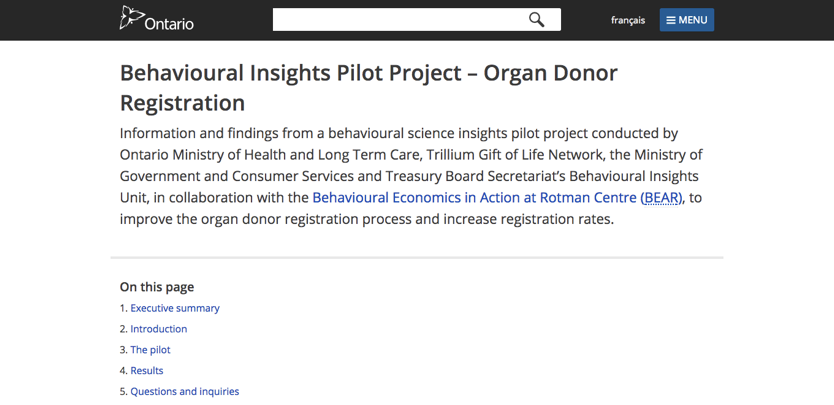 Ontario
français
MENU
Behavioural Insights Pilot Project – Organ Donor
Registration
Information and findings from a behavioural science insights pilot project conducted by
Ontario Ministry of Health and Long Term Care, Trillium Gift of Life Network, the Ministry of
Government and Consumer Services and Treasury Board Secretariat's Behavioural Insights
Unit, in collaboration with the Behavioural Economics in Action at Rotman Centre (BEAR), to
improve the organ donor registration process and increase registration rates.
On this page
1. Executive summary
2. Introduction
3. The pilot
4. Results
5. Questions and inquiries